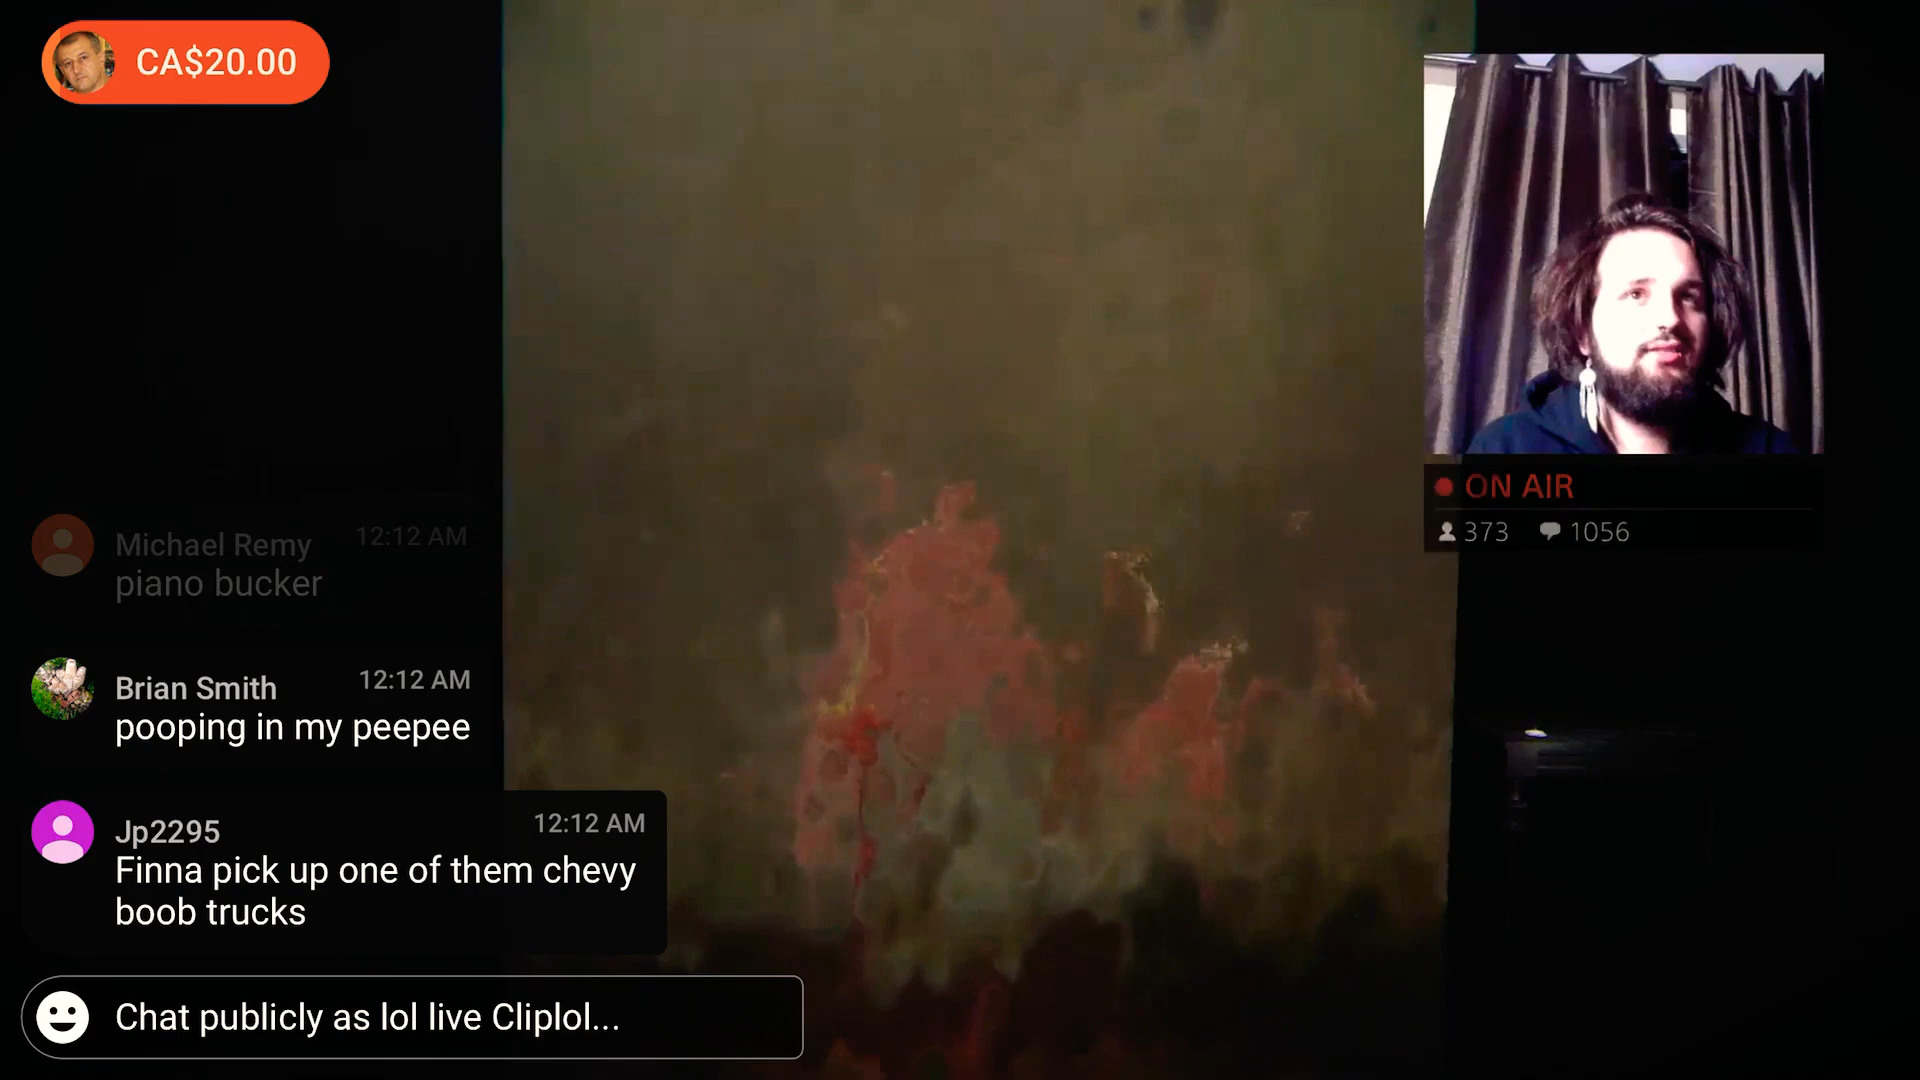 CA$20.00
Michael Remy 12:12 AM
piano bucker
Brian Smith 12:12 AM
pooping in my peepee
Jp2295 12:12 AM
Finna pick up one of them chevy
boob trucks
Chat publicly as lol live Cliplol...
ON AIR
373 1056